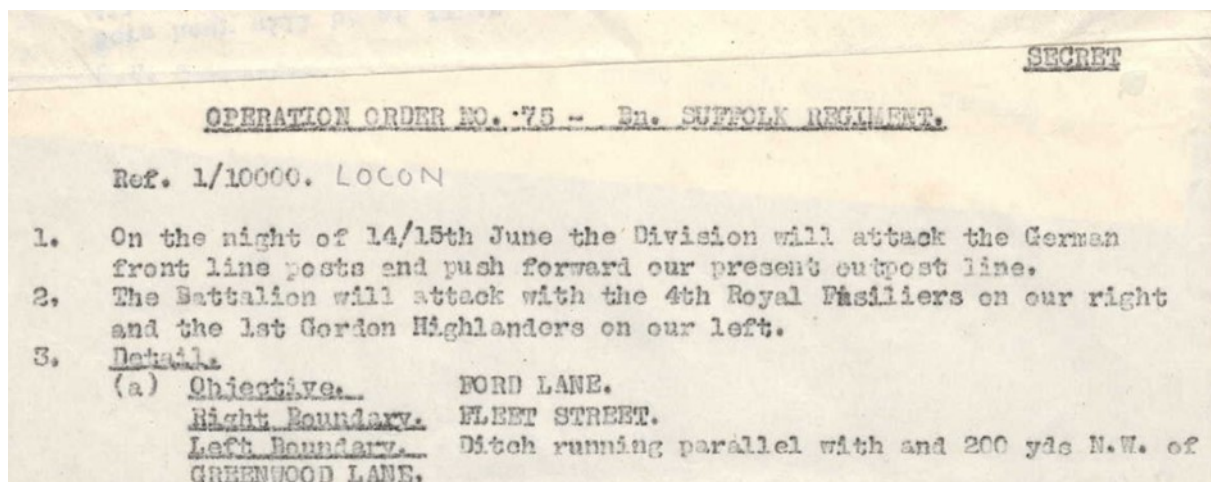 SECRET
OPERATION ORDER NO. 75 - Bn. SUFFOLK REGIMENT.
Ref. 1/10000. LOCON
1. On the night of 14/15th June the Division will attack the German
front line posts and push forward our present outpost line.
2. The Battalion will attack with the 4th Royal Fusiliers on our right
and the 1st Gordon Highlanders on our left.
3. Detail.
(a) Objective. FORD LANE.
Right Boundary. FLEET STREET.
Left Boundary. Ditch running parallel with and 200 yds N.W. of
GREENWOOD LANE.